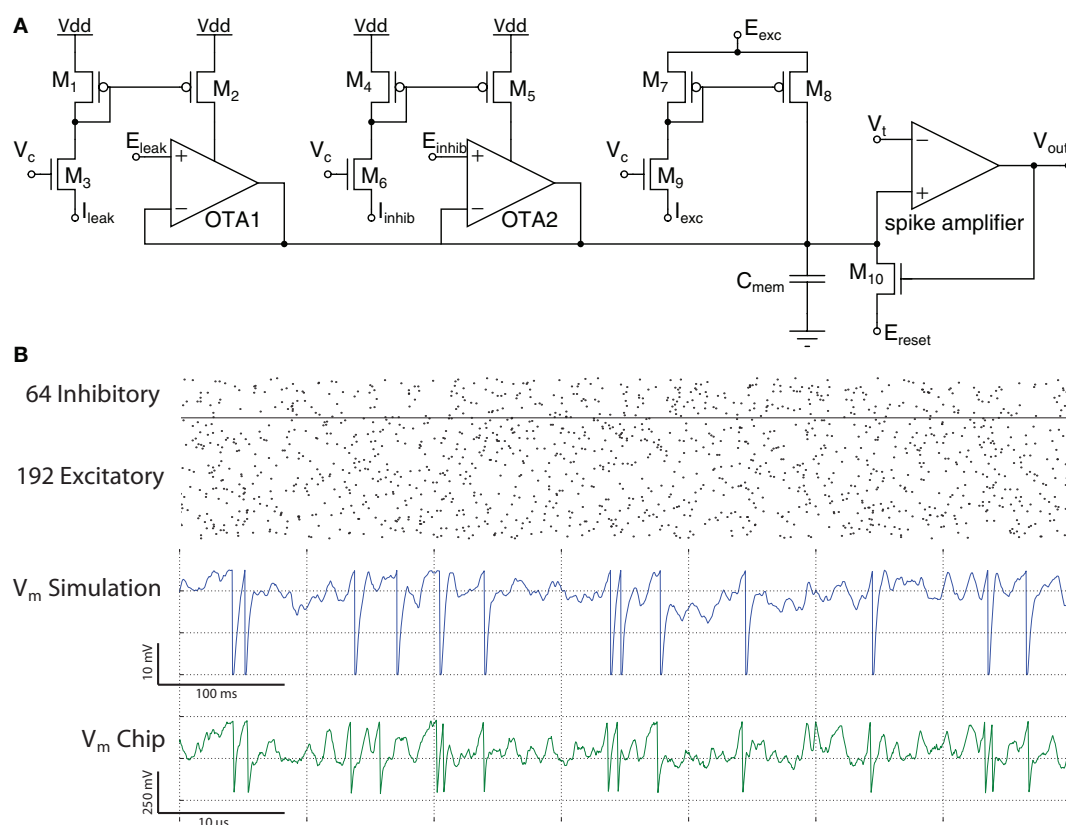 A
Vdd Vdd Vdd Vdd E_exc
M_1 M_2 M_4 M_5 M_7 M_8
V_c E_leak + V_c E_inhib + V_c V_t − V_out
M_3 M_6 M_9 +
I_leak − OTA1 I_inhib − OTA2 I_exc spike amplifier
C_mem M_10
E_reset
B
64 Inhibitory
192 Excitatory
V_m Simulation
10 mV
100 ms
V_m Chip
250 mV
10 us